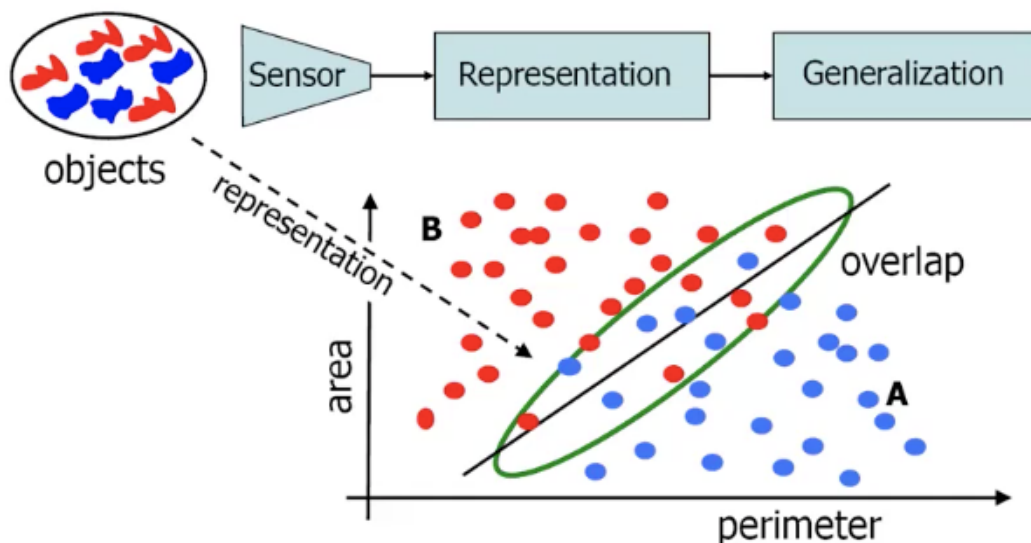 Sensor
Representation
Generalization
objects
representation
B
overlap
area
A
perimeter